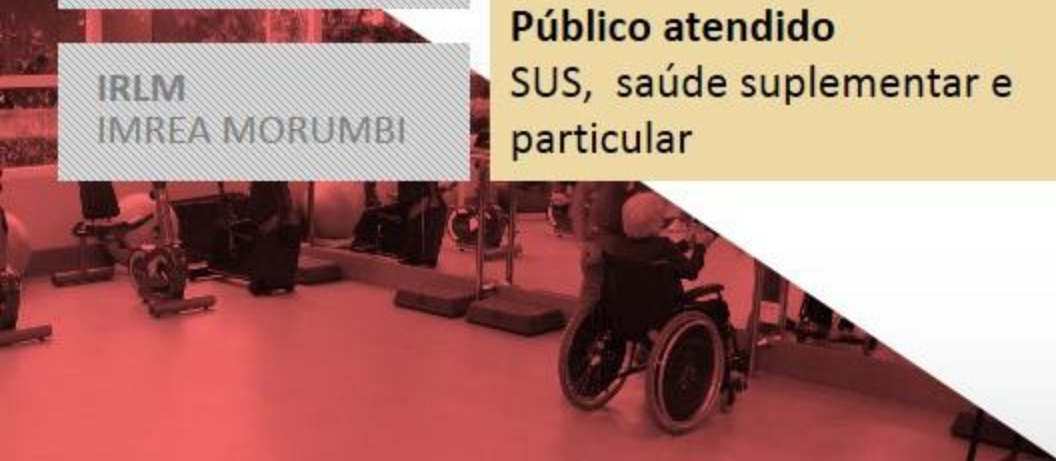 IRLM
IMREA MORUMBI
Público atendido
SUS, saúde suplementar e
particular